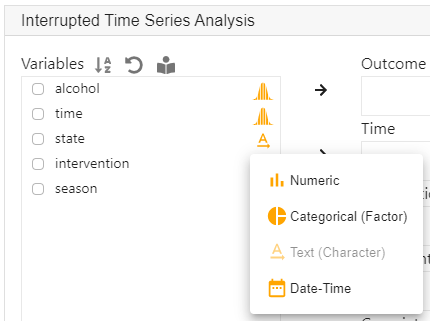 Interrupted Time Series Analysis
Variables
Outcome
alcohol
time
Time
state
intervention
season
Numeric
Categorical (Factor)
Text (Character)
Date-Time